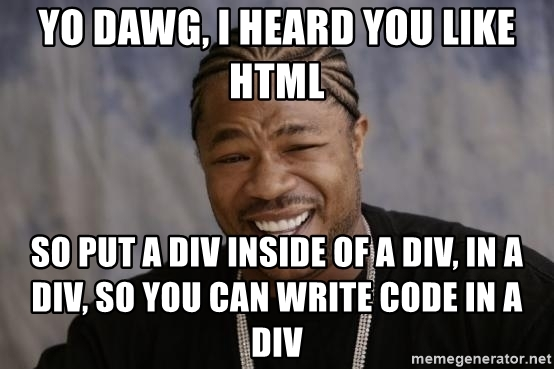 YO DAWG, I HEARD YOU LIKE
HTML
SO PUT A DIV INSIDE OF A DIV, IN A
DIV, SO YOU CAN WRITE CODE IN A
DIV
memegenerator.net